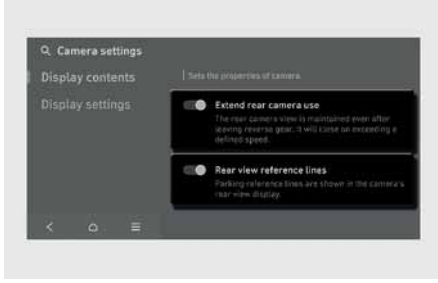 Camera settings
Display contents
Sets the properties of camera.
Display settings
Extend rear camera use
The rear camera view is maintained even after
leaving reverse gear. It will close on exceeding a
defined speed.
Rear view reference lines
Parking reference lines are shown in the camera's
rear view display.